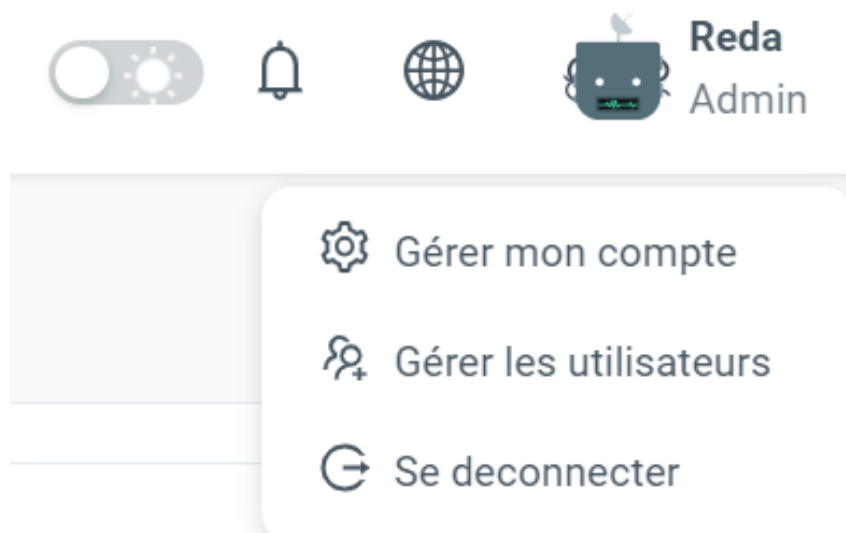 Reda
Admin
Gérer mon compte
Gérer les utilisateurs
Se deconnecter